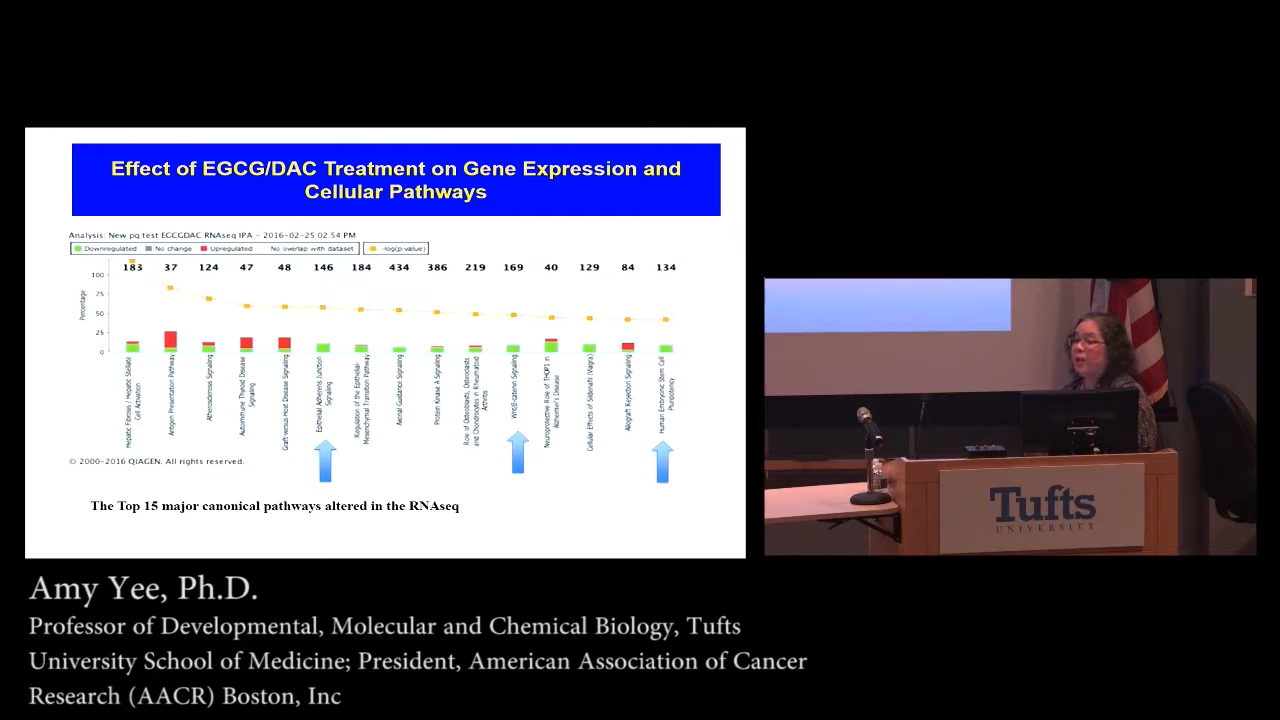 Effect of EGCG/DAC Treatment on Gene Expression and
Cellular Pathways
Analysis: New pq test EGCGDAC RNAseq IPA - 2016-02-25 02:54 PM
Downregulated No change Upregulated No overlap with dataset -log(p-value)
183 37 124 47 48 146 184 434 386 219 169 40 129 84 134
Percentage
100
75
50
25
0
Hepatic Fibrosis / Hepatic Stellate
Cell Activation
Antigen Presentation Pathway
Atherosclerosis Signaling
Autoimmune Thyroid Disease
Signaling
Graft-versus-Host Disease Signaling
Epithelial Adherens Junction
Signaling
Regulation of the Epithelial-
Mesenchymal Transition Pathway
Axonal Guidance Signaling
Protein Kinase A Signaling
Role of Osteoblasts, Osteoclasts
and Chondrocytes in Rheumatoid
Arthritis
Wnt/β-catenin Signaling
Neuroprotective Role of THOP1 in
Alzheimer's Disease
Cellular Effects of Sildenafil (Viagra)
Allograft Rejection Signaling
Human Embryonic Stem Cell
Pluripotency
© 2000-2016 QIAGEN. All rights reserved.
The Top 15 major canonical pathways altered in the RNAseq
Tufts
UNIVERSITY
Amy Yee, Ph.D.
Professor of Developmental, Molecular and Chemical Biology, Tufts
University School of Medicine; President, American Association of Cancer
Research (AACR) Boston, Inc